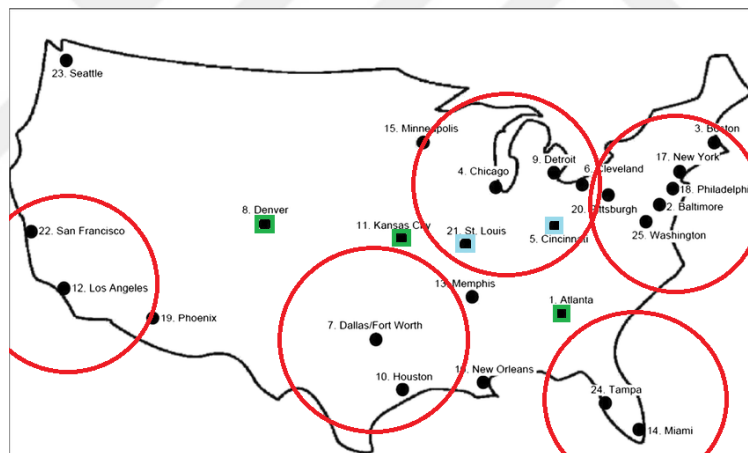 23. Seattle
15. Minneapolis
3. Boston
9. Detroit
6. Cleveland
17. New York
4. Chicago
18. Philadelphi
8. Denver
20. Pittsburgh
2. Baltimore
11. Kansas City
21. St. Louis
5. Cincinnati
25. Washington
22. San Francisco
12. Los Angeles
13. Memphis
1. Atlanta
19. Phoenix
7. Dallas/Fort Worth
10. Houston
New Orleans
24. Tampa
14. Miami